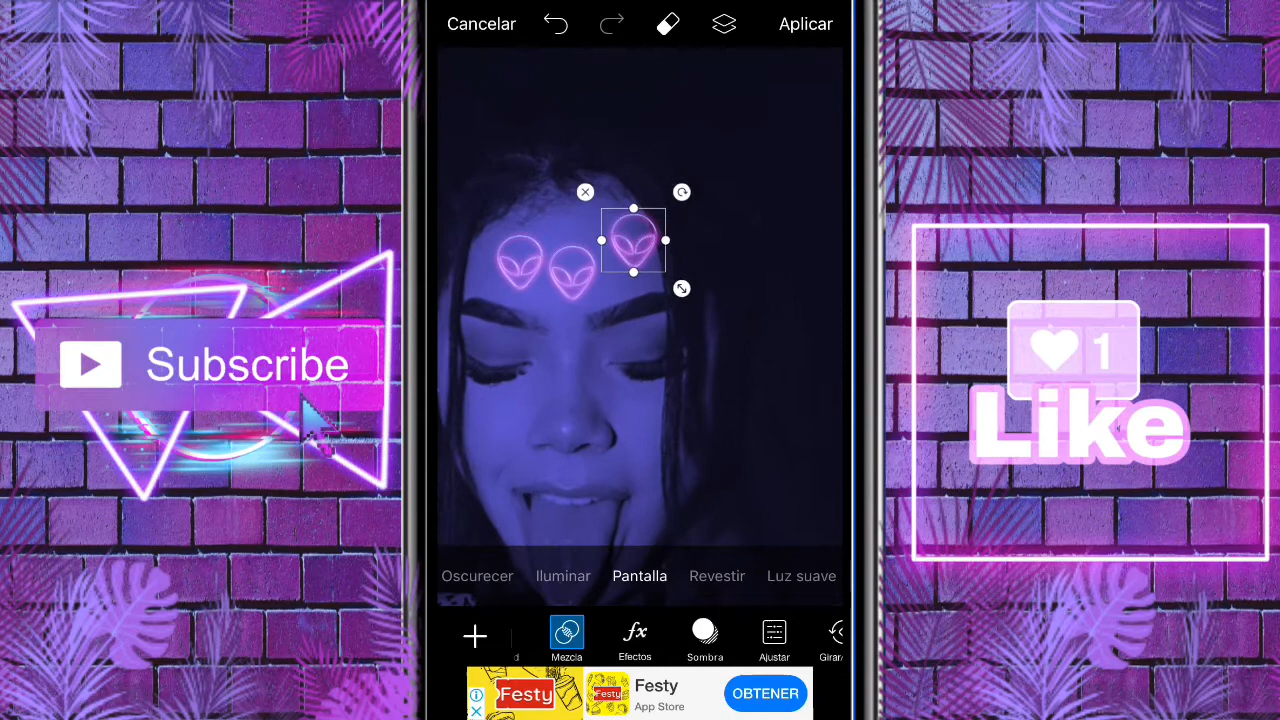 Cancelar
Aplicar
Subscribe
1
Like
Oscurecer Iluminar Pantalla Revestir Luz suave
d Mezcla Efectos Sombra Ajustar Girar/
Festy
Festy
Festy
App Store
OBTENER